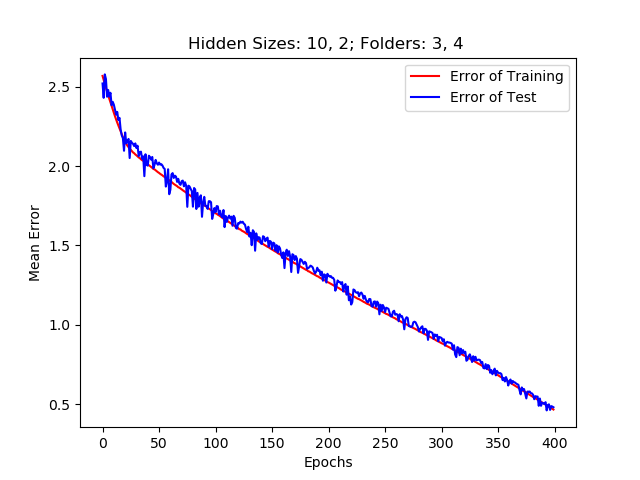 Hidden Sizes: 10, 2; Folders: 3, 4
Error of Training
Error of Test
Mean Error
2.5
2.0
1.5
1.0
0.5
0 50 100 150 200 250 300 350 400
Epochs